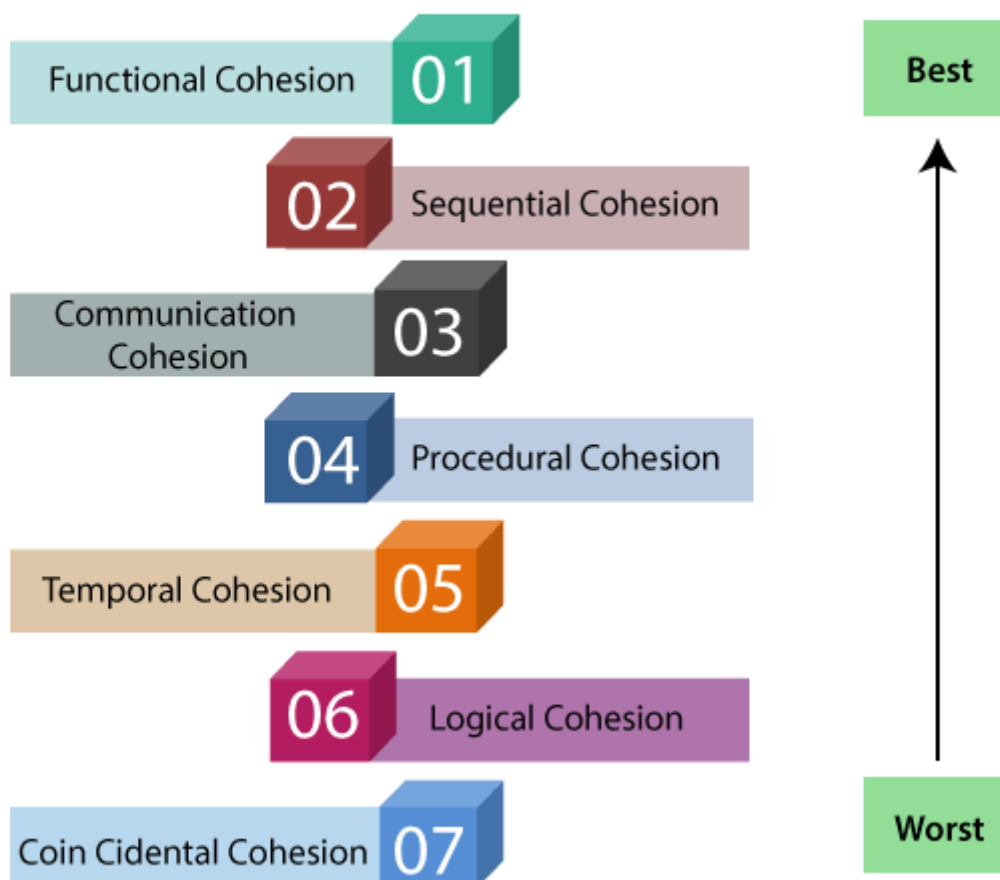 Functional Cohesion 01
Best
02 Sequential Cohesion
Communication
Cohesion
03
04 Procedural Cohesion
Temporal Cohesion 05
06 Logical Cohesion
Coin Cidental Cohesion 07
Worst